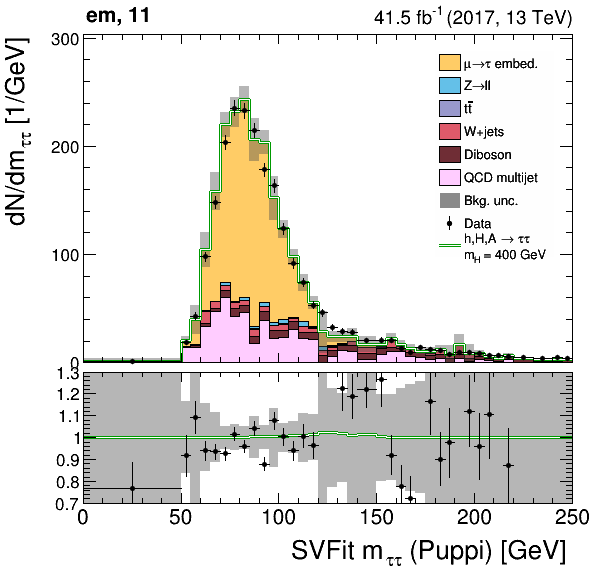 em, 11
41.5 fb⁻¹ (2017, 13 TeV)
dN/dmττ [1/GeV]
300
200
100
0
μ→τ embed.
Z→ll
tt̅
W+jets
Diboson
QCD multijet
Bkg. unc.
Data
h,H,A → ττ
mH = 400 GeV
1.3
1.2
1.1
1
0.9
0.8
0.7
0 50 100 150 200 250
SVFit mττ (Puppi) [GeV]